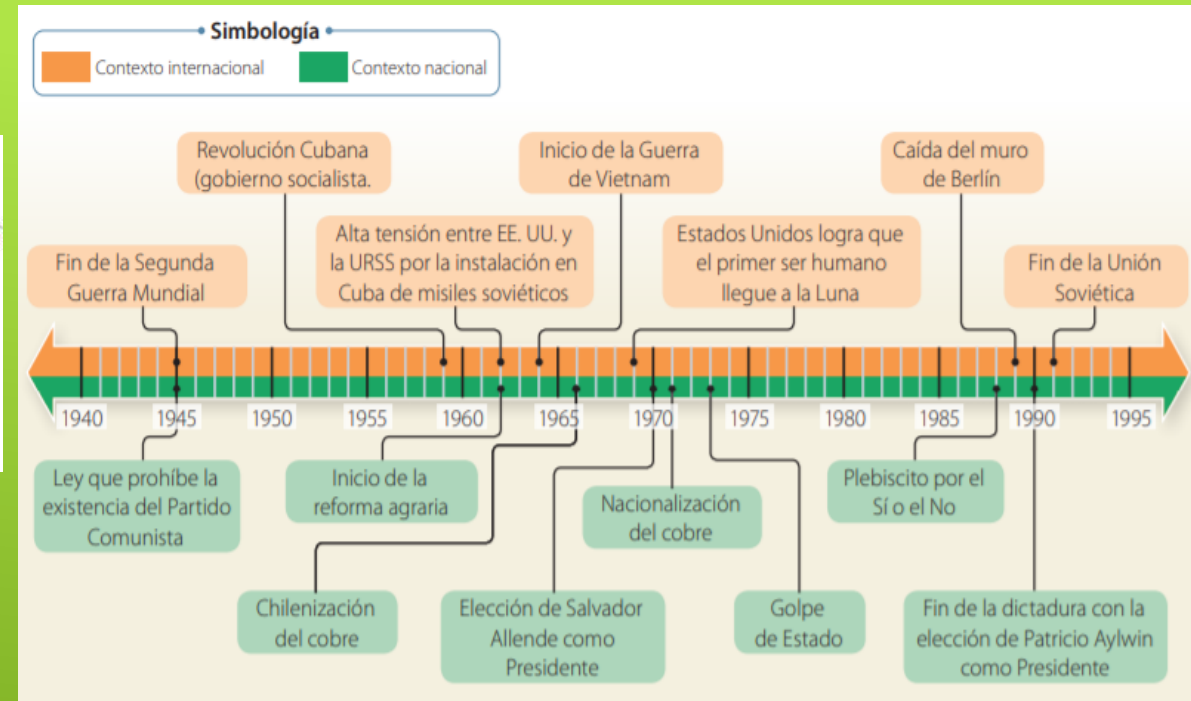 Simbología
Contexto internacional
Contexto nacional
Revolución Cubana
(gobierno socialista.
Inicio de la Guerra
de Vietnam
Caída del muro
de Berlín
Fin de la Segunda
Guerra Mundial
Alta tensión entre EE. UU. y
la URSS por la instalación en
Cuba de misiles soviéticos
Estados Unidos logra que
el primer ser humano
llegue a la Luna
Fin de la Unión
Soviética
1940 1945 1950 1955 1960 1965 1970 1975 1980 1985 1990 1995
Ley que prohíbe la
existencia del Partido
Comunista
Inicio de la
reforma agraria
Nacionalización
del cobre
Plebiscito por el
Sí o el No
Chilenización
del cobre
Elección de Salvador
Allende como
Presidente
Golpe
de Estado
Fin de la dictadura con la
elección de Patricio Aylwin
como Presidente